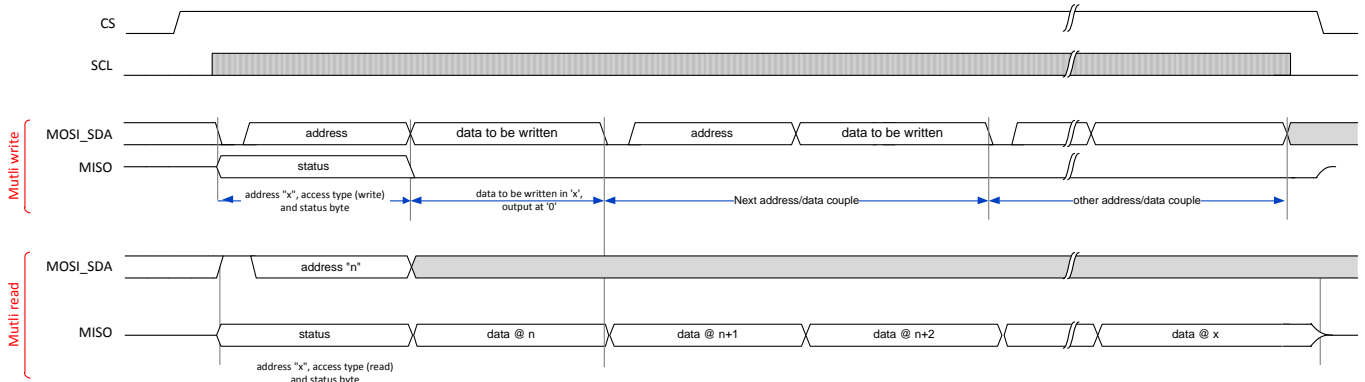 CS
SCL
Mutli write
MOSI_SDA
address
data to be written
address
data to be written
MISO
status
address "x", access type (write)
and status byte
data to be written in 'x',
output at '0'
Next address/data couple
other address/data couple
Mutli read
MOSI_SDA
address "n"
MISO
status
data @ n
data @ n+1
data @ n+2
data @ x
address "x", access type (read)
and status byte